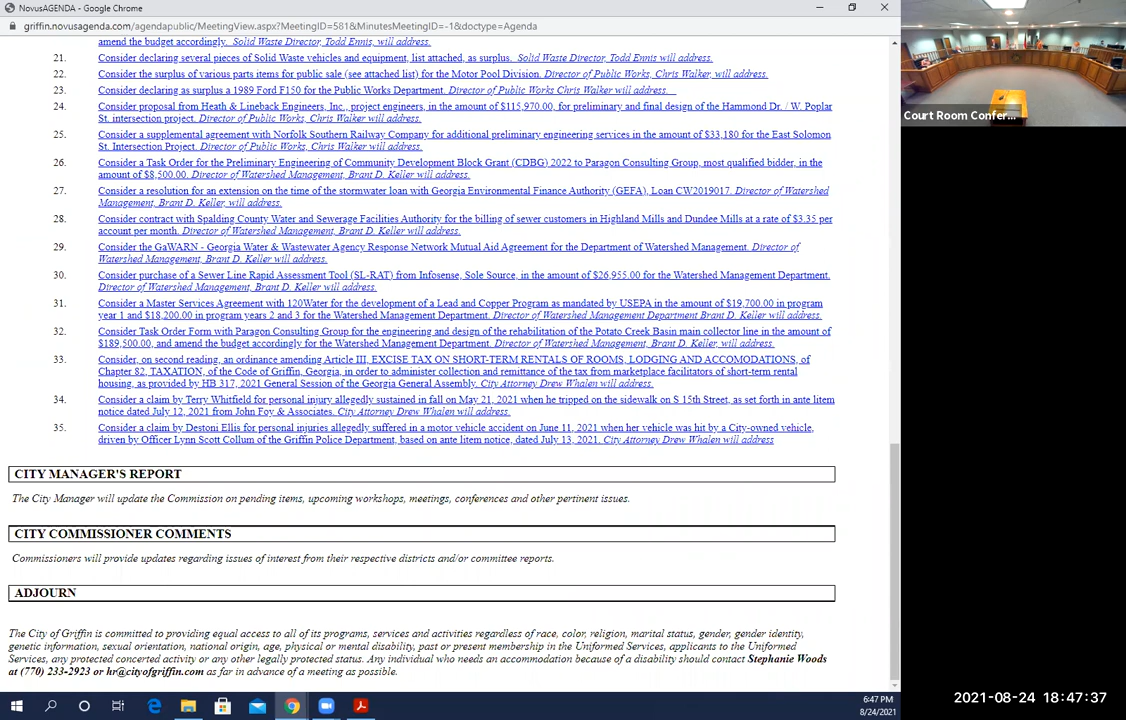 NovusAGENDA - Google Chrome
griffin.novusagenda.com/agendapublic/MeetingView.aspx?MeetingID=581&MinutesMeetingID=-1&doctype=Agenda
amend the budget accordingly. Solid Waste Director, Todd Ennis, will address.
21. Consider declaring several pieces of Solid Waste vehicles and equipment, list attached, as surplus. Solid Waste Director, Todd Ennis will address.
22. Consider the surplus of various parts items for public sale (see attached list) for the Motor Pool Division. Director of Public Works, Chris Walker, will address.
23. Consider declaring as surplus a 1989 Ford F150 for the Public Works Department. Director of Public Works Chris Walker will address.
24. Consider proposal from Heath & Lineback Engineers, Inc., project engineers, in the amount of $115,970.00, for preliminary and final design of the Hammond Dr. / W. Poplar
St. intersection project. Director of Public Works, Chris Walker will address.
25. Consider a supplemental agreement with Norfolk Southern Railway Company for additional preliminary engineering services in the amount of $33,180 for the East Solomon
St. Intersection Project. Director of Public Works, Chris Walker will address.
26. Consider a Task Order for the Preliminary Engineering of Community Development Block Grant (CDBG) 2022 to Paragon Consulting Group, most qualified bidder, in the
amount of $8,500.00. Director of Watershed Management, Brant D. Keller will address.
27. Consider a resolution for an extension on the time of the stormwater loan with Georgia Environmental Finance Authority (GEFA), Loan CW2019017. Director of Watershed
Management, Brant D. Keller, will address.
28. Consider contract with Spalding County Water and Sewerage Facilities Authority for the billing of sewer customers in Highland Mills and Dundee Mills at a rate of $3.35 per
account per month. Director of Watershed Management, Brant D. Keller will address.
29. Consider the GaWARN - Georgia Water & Wastewater Agency Response Network Mutual Aid Agreement for the Department of Watershed Management. Director of
Watershed Management, Brant D. Keller will address.
30. Consider purchase of a Sewer Line Rapid Assessment Tool (SL-RAT) from Infosense, Sole Source, in the amount of $26,955.00 for the Watershed Management Department.
Director of Watershed Management, Brant D. Keller will address.
31. Consider a Master Services Agreement with 120Water for the development of a Lead and Copper Program as mandated by USEPA in the amount of $19,700.00 in program
year 1 and $18,200.00 in program years 2 and 3 for the Watershed Management Department. Director of Watershed Management Department Brant D. Keller will address.
32. Consider Task Order Form with Paragon Consulting Group for the engineering and design of the rehabilitation of the Potato Creek Basin main collector line in the amount of
$189,500.00, and amend the budget accordingly for the Watershed Management Department. Director of Watershed Management, Brant D. Keller, will address.
33. Consider, on second reading, an ordinance amending Article III, EXCISE TAX ON SHORT-TERM RENTALS OF ROOMS, LODGING AND ACCOMODATIONS, of
Chapter 82, TAXATION, of the Code of Griffin, Georgia, in order to administer collection and remittance of the tax from marketplace facilitators of short-term rental
housing, as provided by HB 317, 2021 General Session of the Georgia General Assembly. City Attorney Drew Whalen will address.
34. Consider a claim by Terry Whitfield for personal injury allegedly sustained in fall on May 21, 2021 when he tripped on the sidewalk on S 15th Street, as set forth in ante litem
notice dated July 12, 2021 from John Foy & Associates. City Attorney Drew Whalen will address.
35. Consider a claim by Destoni Ellis for personal injuries allegedly suffered in a motor vehicle accident on June 11, 2021 when her vehicle was hit by a City-owned vehicle,
driven by Officer Lynn Scott Collum of the Griffin Police Department, based on ante litem notice, dated July 13, 2021. City Attorney Drew Whalen will address
CITY MANAGER'S REPORT
The City Manager will update the Commission on pending items, upcoming workshops, meetings, conferences and other pertinent issues.
CITY COMMISSIONER COMMENTS
Commissioners will provide updates regarding issues of interest from their respective districts and/or committee reports.
ADJOURN
The City of Griffin is committed to providing equal access to all of its programs, services and activities regardless of race, color, religion, marital status, gender, gender identity,
genetic information, sexual orientation, national origin, age, physical or mental disability, past or present membership in the Uniformed Services, applicants to the Uniformed
Services, any protected concerted activity or any other legally protected status. Any individual who needs an accommodation because of a disability should contact Stephanie Woods
at (770) 233-2923 or hr@cityofgriffin.com as far in advance of a meeting as possible.
Court Room Confer...
6:47 PM
8/24/2021
2021-08-24 18:47:37